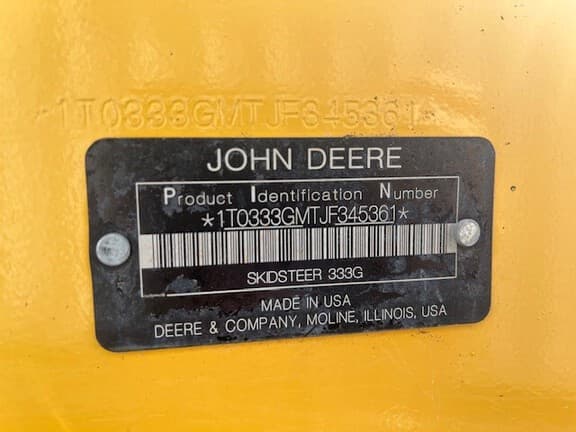 *1T0333GMTJF345361*
JOHN DEERE
Product Identification Number
*1T0333GMTJF345361*
SKIDSTEER 333G
MADE IN USA
DEERE & COMPANY, MOLINE, ILLINOIS, USA